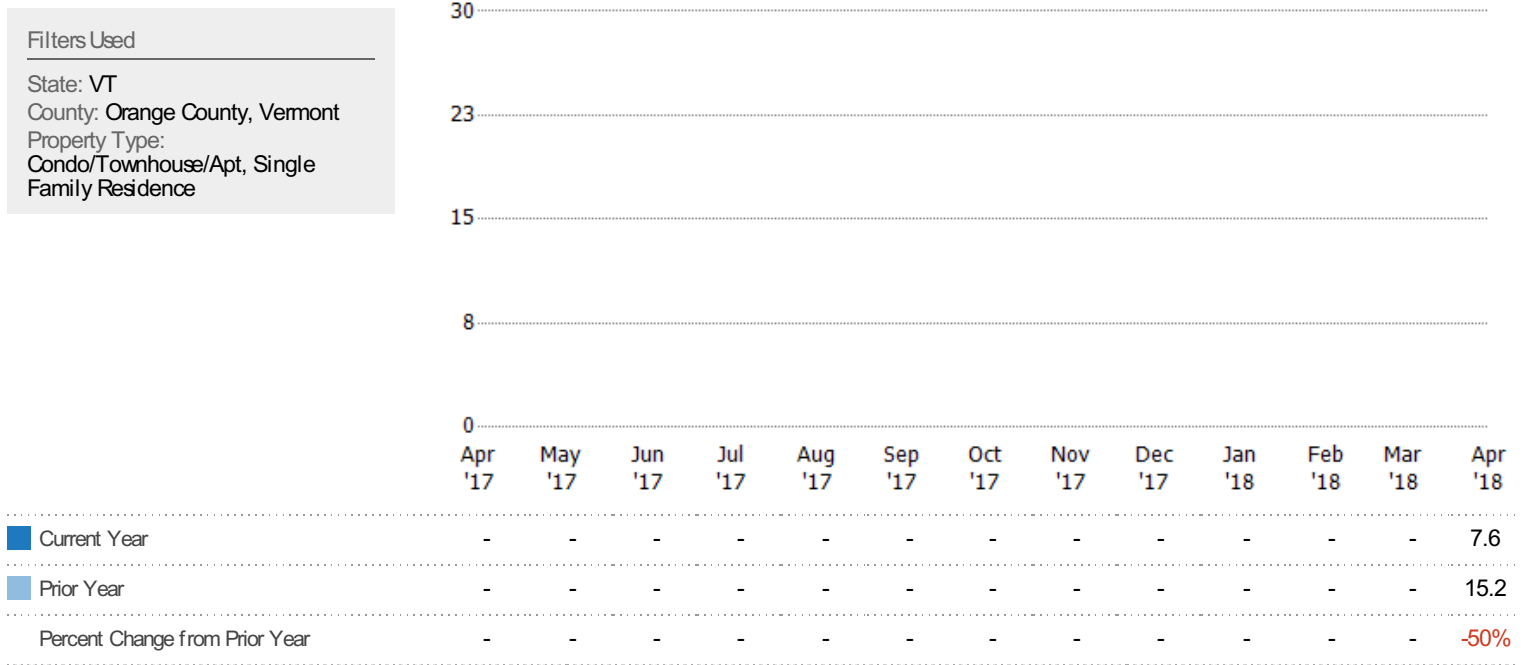 Filters Used
State: VT
County: Orange County, Vermont
Property Type:
Condo/Townhouse/Apt, Single
Family Residence
30
23
15
8
0
Apr May Jun Jul Aug Sep Oct Nov Dec Jan Feb Mar Apr
'17 '17 '17 '17 '17 '17 '17 '17 '17 '18 '18 '18 '18
Current Year - - - - - - - - - - - - 7.6
Prior Year - - - - - - - - - - - - 15.2
Percent Change from Prior Year - - - - - - - - - - - - -50%